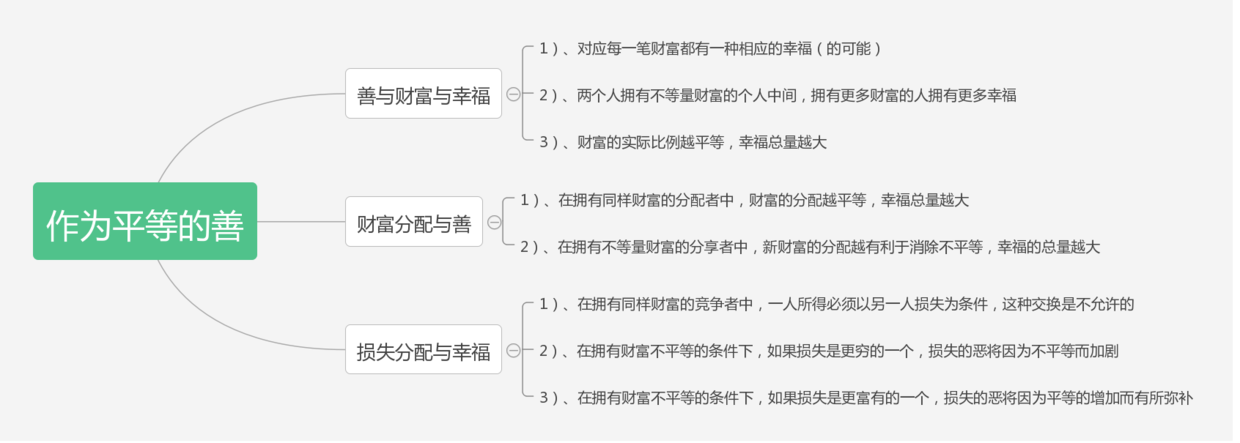 作为平等的善
善与财富与幸福
1）、对应每一笔财富都有一种相应的幸福（的可能）
2）、两个人拥有不等量财富的个人中间，拥有更多财富的人拥有更多幸福
3）、财富的实际比例越平等，幸福总量越大
财富分配与善
1）、在拥有同样财富的分配者中，财富的分配越平等，幸福总量越大
2）、在拥有不等量财富的分享者中，新财富的分配越有利于消除不平等，幸福的总量越大
损失分配与幸福
1）、在拥有同样财富的竞争者中，一人所得必须以另一人损失为条件，这种交换是不允许的
2）、在拥有财富不平等的条件下，如果损失是更穷的一个，损失的恶将因为不平等而加剧
3）、在拥有财富不平等的条件下，如果损失是更富有的一个，损失的恶将因为平等的增加而有所弥补